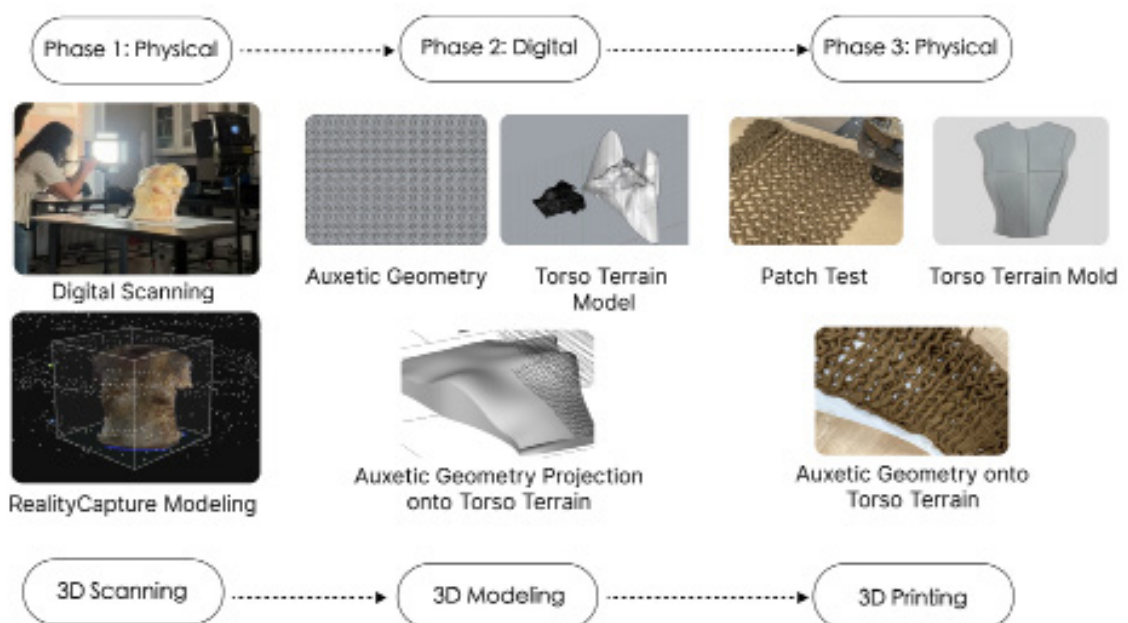 Phase 1: Physical
Phase 2: Digital
Phase 3: Physical
Digital Scanning
Auxetic Geometry
Torso Terrain
Model
Patch Test
Torso Terrain Mold
RealityCapture Modeling
Auxetic Geometry Projection
onto Torso Terrain
Auxetic Geometry onto
Torso Terrain
3D Scanning
3D Modeling
3D Printing